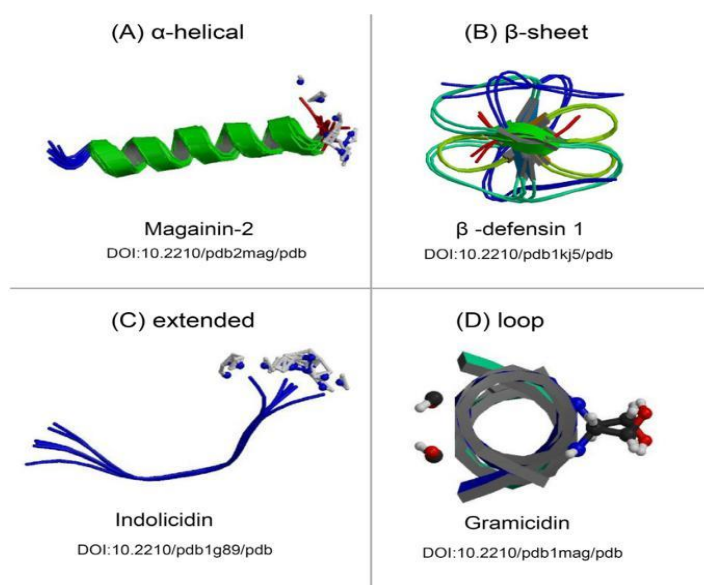 (A) α-helical
Magainin-2
DOI:10.2210/pdb2mag/pdb
(B) β-sheet
β -defensin 1
DOI:10.2210/pdb1kj5/pdb
(C) extended
Indolicidin
DOI:10.2210/pdb1g89/pdb
(D) loop
Gramicidin
DOI:10.2210/pdb1mag/pdb